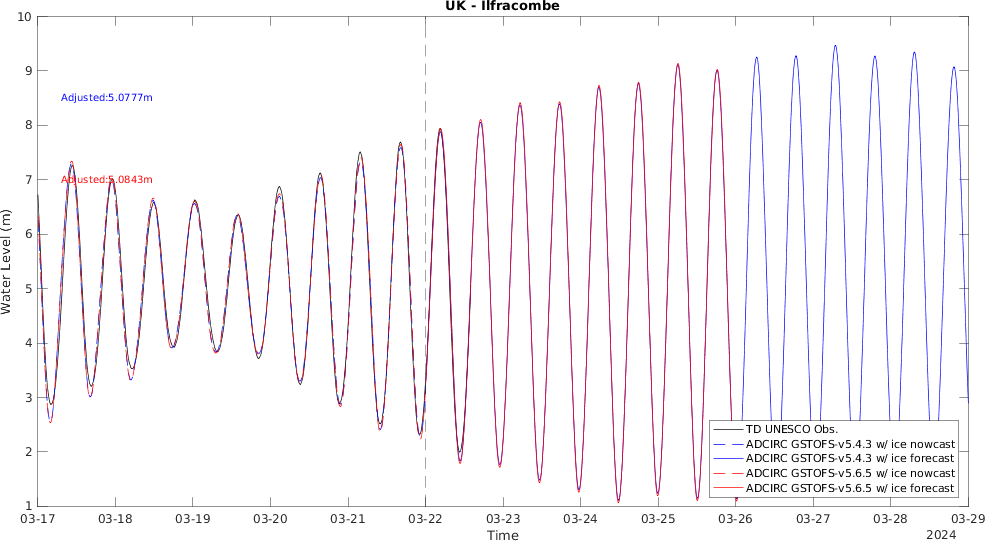 UK - Ilfracombe
10
9
8
7
6
5
4
3
2
1
Water Level (m)
Adjusted:5.0777m
Adjusted:5.0843m
TD UNESCO Obs.
ADCIRC GSTOFS-v5.4.3 w/ ice nowcast
ADCIRC GSTOFS-v5.4.3 w/ ice forecast
ADCIRC GSTOFS-v5.6.5 w/ ice nowcast
ADCIRC GSTOFS-v5.6.5 w/ ice forecast
03-17 03-18 03-19 03-20 03-21 03-22 03-23 03-24 03-25 03-26 03-27 03-28 03-29
Time
2024